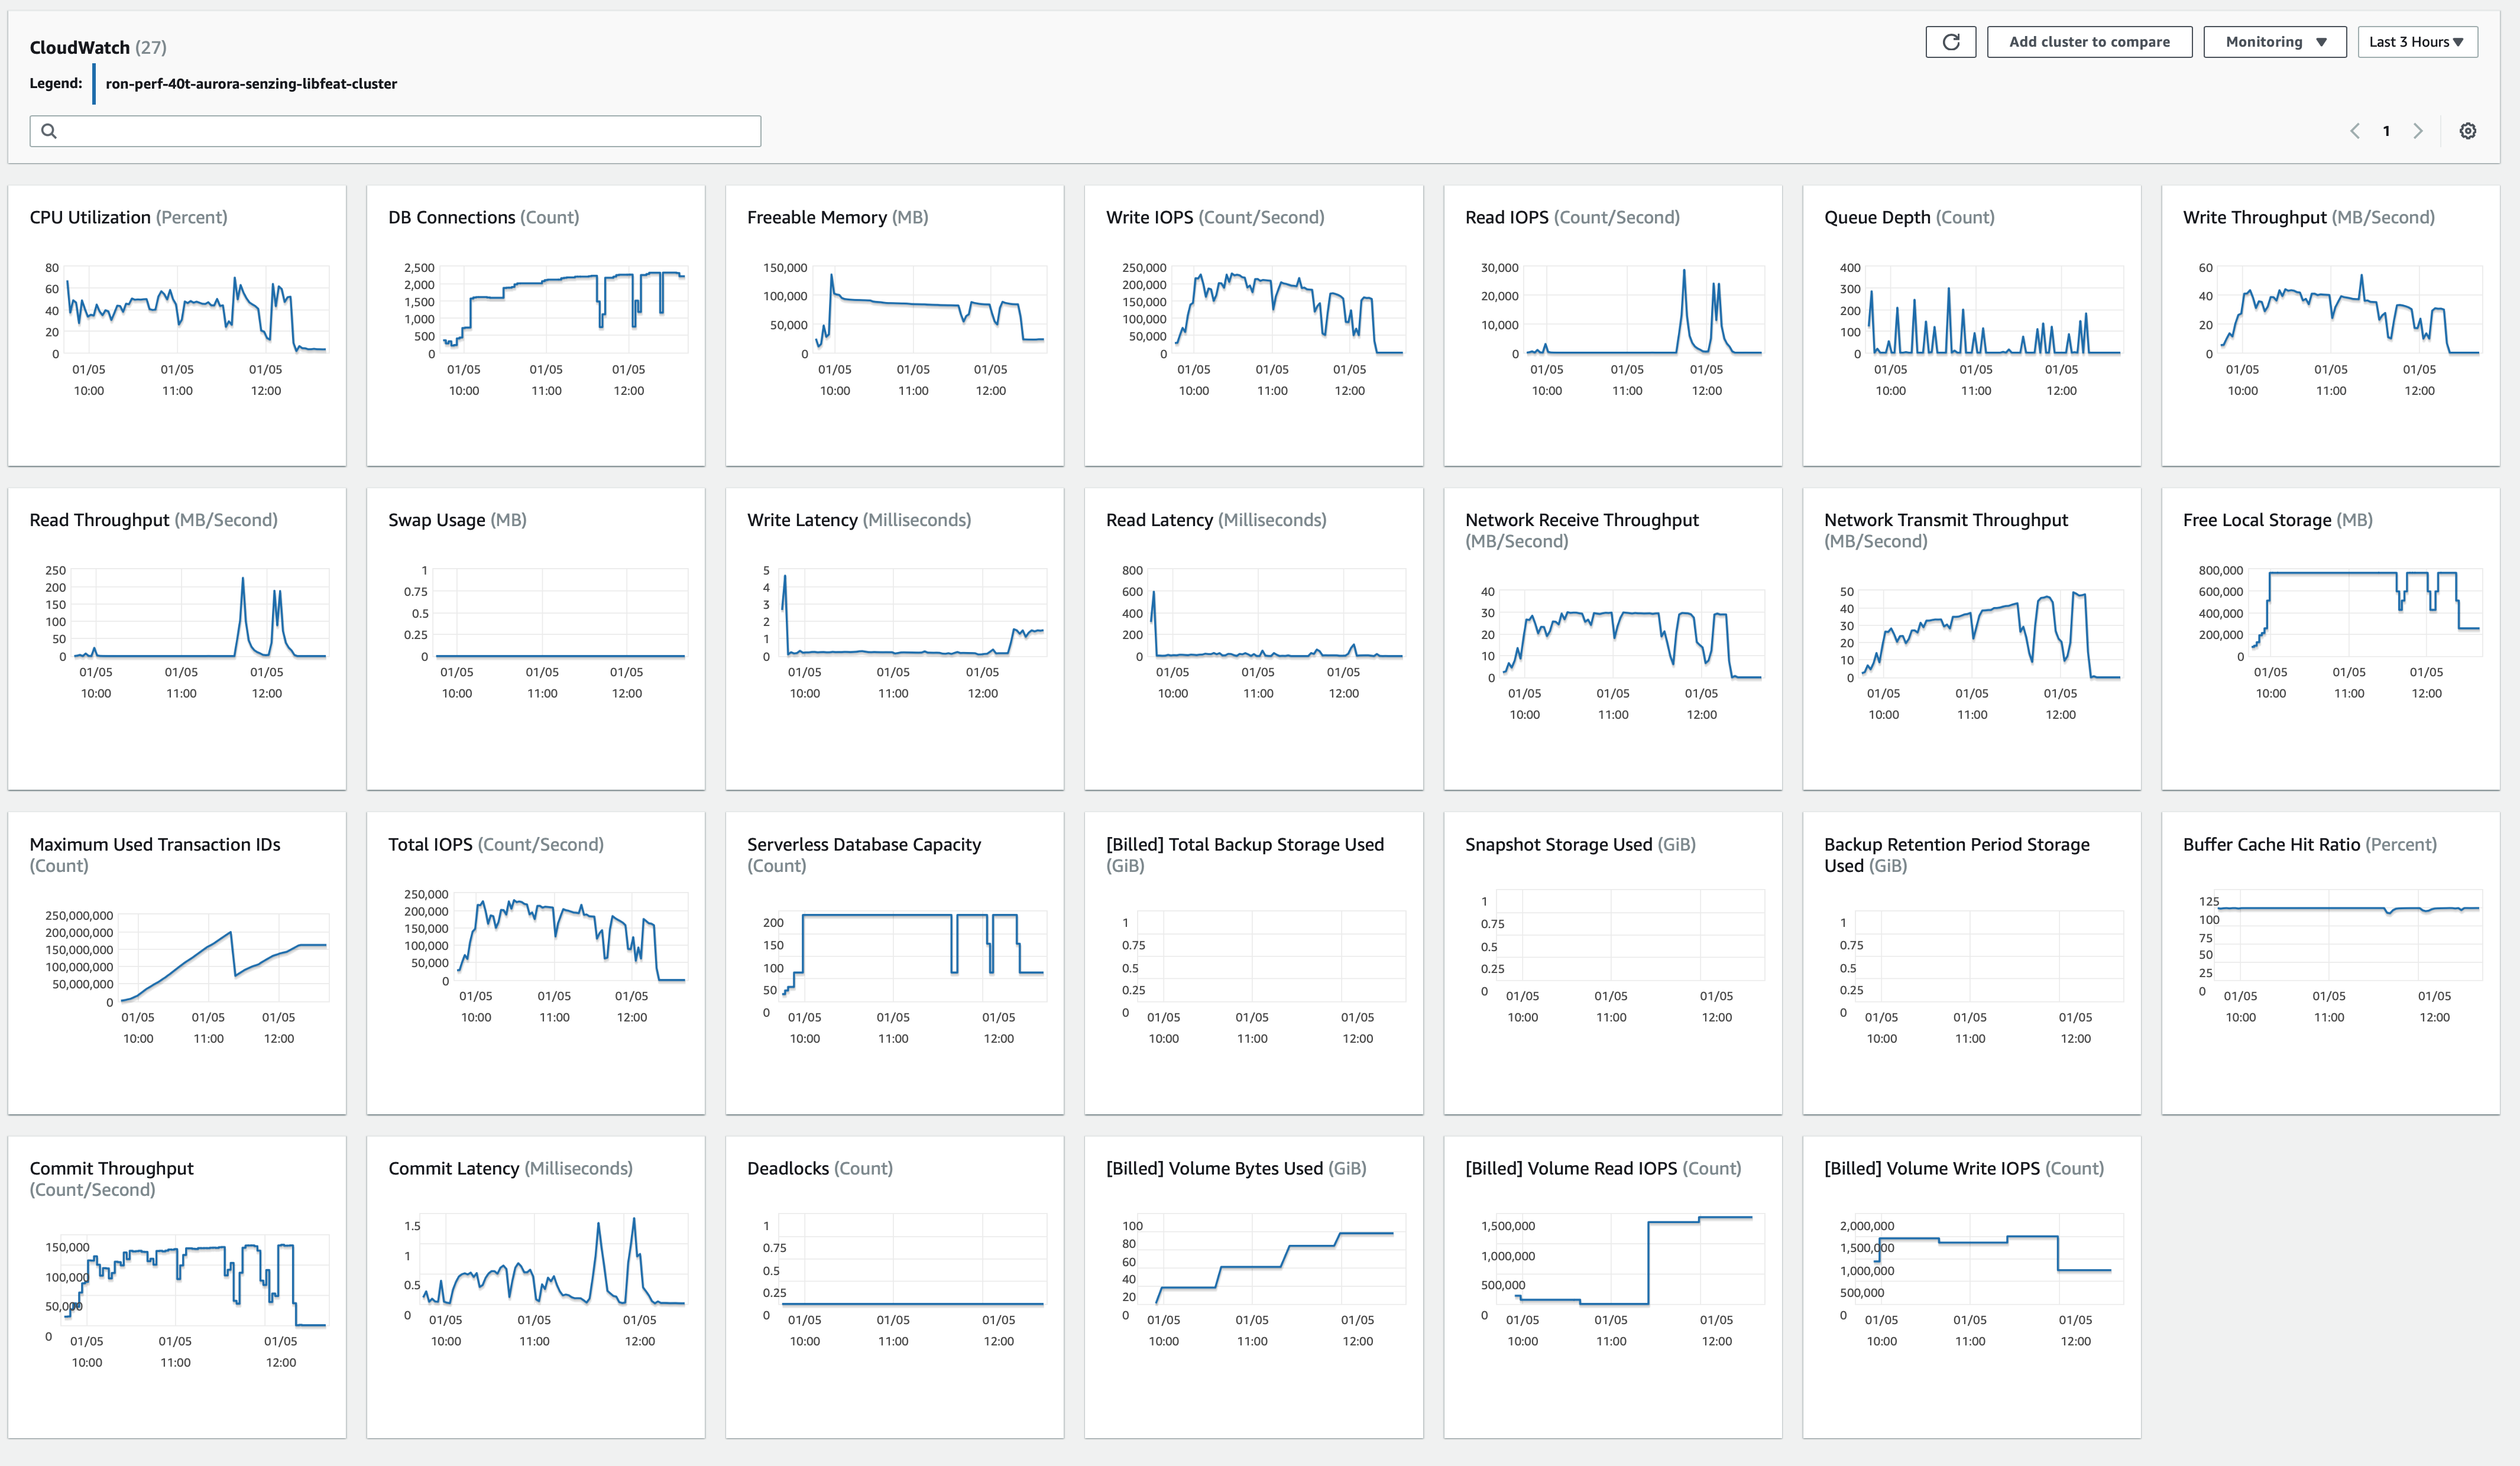 CloudWatch (27)
Add cluster to compare
Monitoring ▼
Last 3 Hours ▼
Legend: ron-perf-40t-aurora-senzing-libfeat-cluster
1
CPU Utilization (Percent)
80
60
40
20
0
01/05 01/05 01/05
10:00 11:00 12:00
DB Connections (Count)
2,500
2,000
1,500
1,000
500
0
01/05 01/05 01/05
10:00 11:00 12:00
Freeable Memory (MB)
150,000
100,000
50,000
0
01/05 01/05 01/05
10:00 11:00 12:00
Write IOPS (Count/Second)
250,000
200,000
150,000
100,000
50,000
0
01/05 01/05 01/05
10:00 11:00 12:00
Read IOPS (Count/Second)
30,000
20,000
10,000
0
01/05 01/05 01/05
10:00 11:00 12:00
Queue Depth (Count)
400
300
200
100
0
01/05 01/05 01/05
10:00 11:00 12:00
Write Throughput (MB/Second)
60
40
20
0
01/05 01/05 01/05
10:00 11:00 12:00
Read Throughput (MB/Second)
250
200
150
100
50
0
01/05 01/05 01/05
10:00 11:00 12:00
Swap Usage (MB)
1
0.75
0.5
0.25
0
01/05 01/05 01/05
10:00 11:00 12:00
Write Latency (Milliseconds)
5
4
3
2
1
0
01/05 01/05 01/05
10:00 11:00 12:00
Read Latency (Milliseconds)
800
600
400
200
0
01/05 01/05 01/05
10:00 11:00 12:00
Network Receive Throughput
(MB/Second)
40
30
20
10
0
01/05 01/05 01/05
10:00 11:00 12:00
Network Transmit Throughput
(MB/Second)
50
40
30
20
10
0
01/05 01/05 01/05
10:00 11:00 12:00
Free Local Storage (MB)
800,000
600,000
400,000
200,000
0
01/05 01/05 01/05
10:00 11:00 12:00
Maximum Used Transaction IDs
(Count)
250,000,000
200,000,000
150,000,000
100,000,000
50,000,000
0
01/05 01/05 01/05
10:00 11:00 12:00
Total IOPS (Count/Second)
250,000
200,000
150,000
100,000
50,000
0
01/05 01/05 01/05
10:00 11:00 12:00
Serverless Database Capacity
(Count)
200
150
100
50
0
01/05 01/05 01/05
10:00 11:00 12:00
[Billed] Total Backup Storage Used
(GiB)
1
0.75
0.5
0.25
0
01/05 01/05 01/05
10:00 11:00 12:00
Snapshot Storage Used (GiB)
1
0.75
0.5
0.25
0
01/05 01/05 01/05
10:00 11:00 12:00
Backup Retention Period Storage
Used (GiB)
1
0.75
0.5
0.25
0
01/05 01/05 01/05
10:00 11:00 12:00
Buffer Cache Hit Ratio (Percent)
125
100
75
50
25
0
01/05 01/05 01/05
10:00 11:00 12:00
Commit Throughput
(Count/Second)
150,000
100,000
50,000
0
01/05 01/05 01/05
10:00 11:00 12:00
Commit Latency (Milliseconds)
1.5
1
0.5
0
01/05 01/05 01/05
10:00 11:00 12:00
Deadlocks (Count)
1
0.75
0.5
0.25
0
01/05 01/05 01/05
10:00 11:00 12:00
[Billed] Volume Bytes Used (GiB)
100
80
60
40
20
0
01/05 01/05 01/05
10:00 11:00 12:00
[Billed] Volume Read IOPS (Count)
1,500,000
1,000,000
500,000
0
01/05 01/05 01/05
10:00 11:00 12:00
[Billed] Volume Write IOPS (Count)
2,000,000
1,500,000
1,000,000
500,000
0
01/05 01/05 01/05
10:00 11:00 12:00